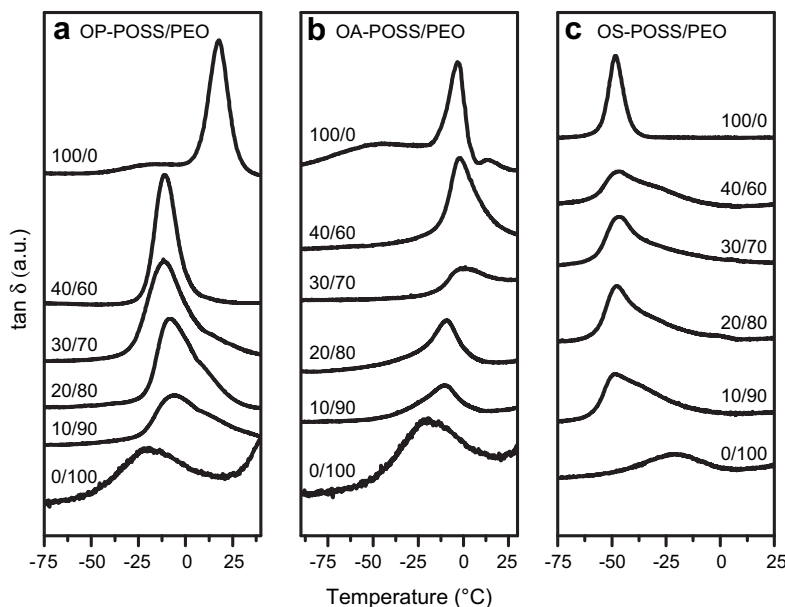 a OP-POSS/PEO
100/0
40/60
30/70
20/80
10/90
0/100
-75 -50 -25 0 25
b OA-POSS/PEO
100/0
40/60
30/70
20/80
10/90
0/100
-75 -50 -25 0 25
c OS-POSS/PEO
100/0
40/60
30/70
20/80
10/90
0/100
-75 -50 -25 0 25
tan δ (a.u.)
Temperature (°C)